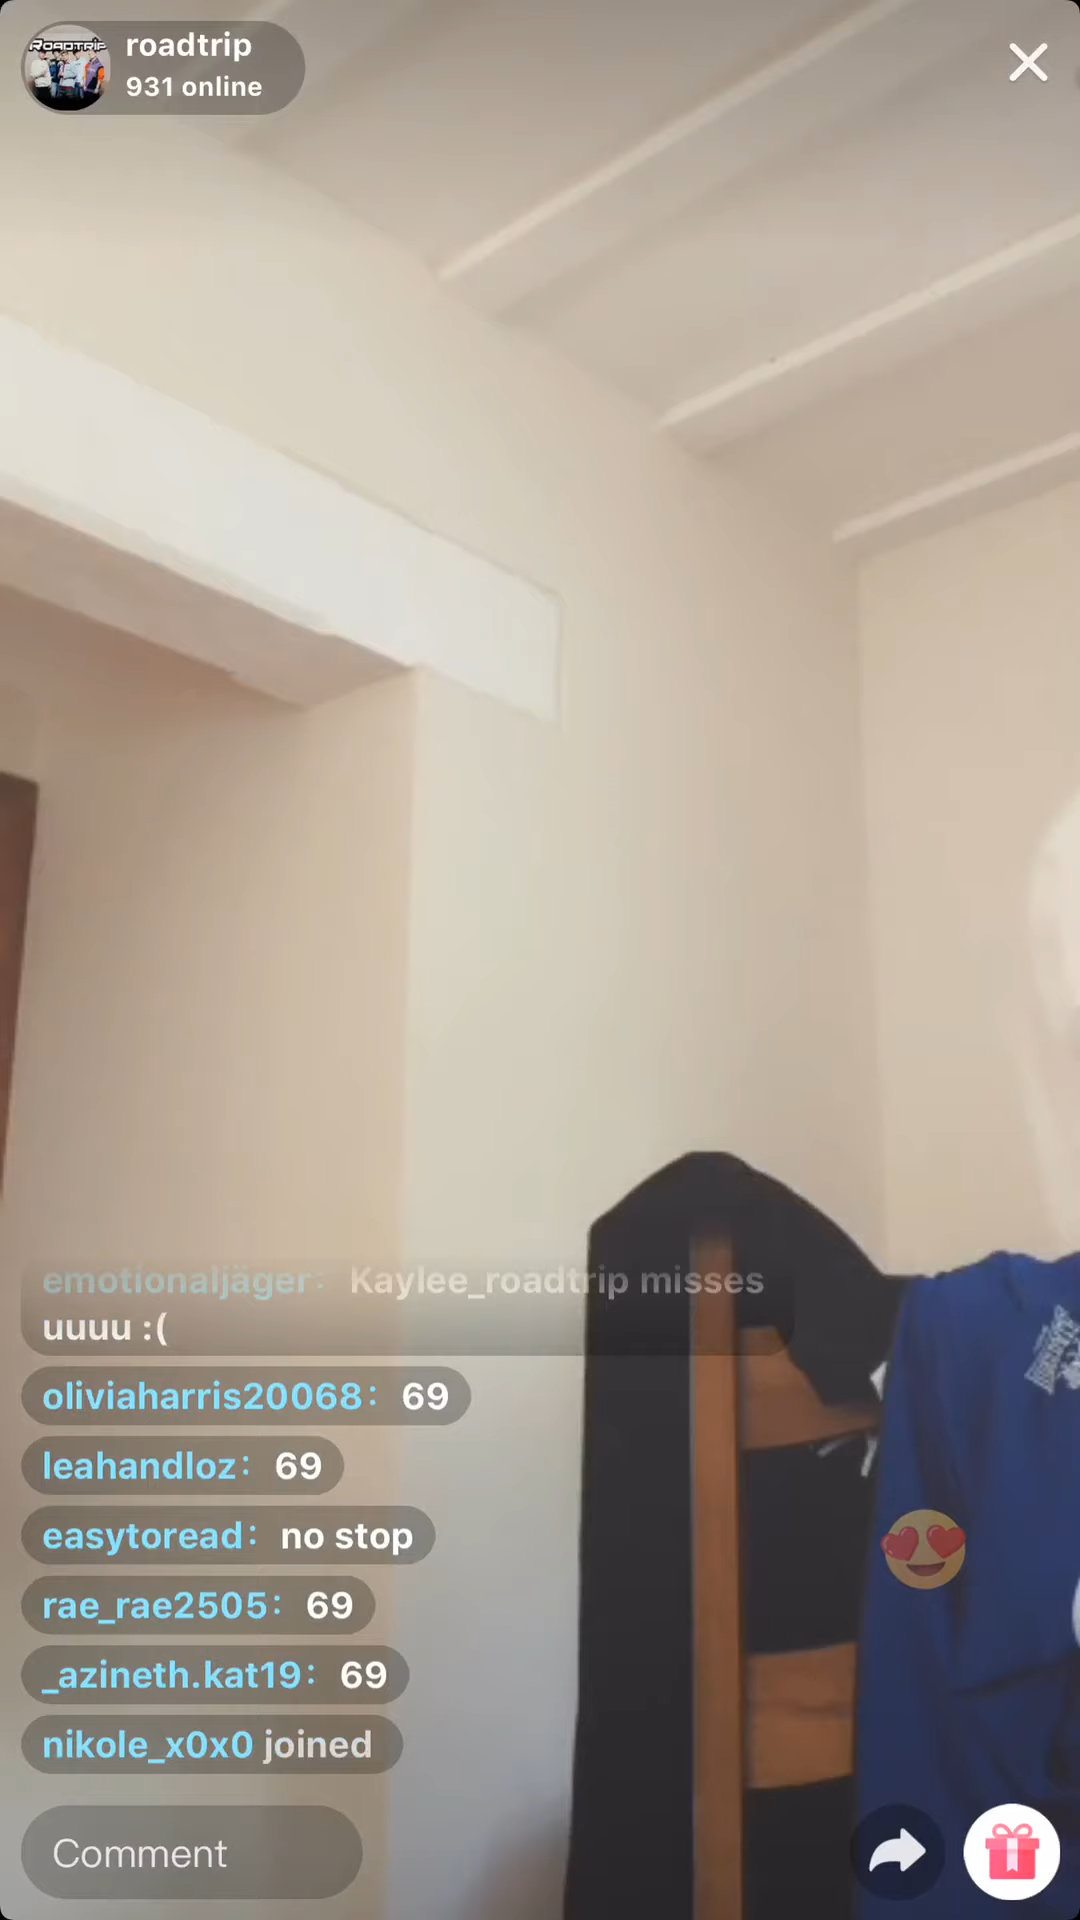 ROADTRIP
roadtrip
931 online
emotionaljäger: Kaylee_roadtrip misses
uuuu :(
oliviaharris20068: 69
leahandloz: 69
easytoread: no stop
rae_rae2505: 69
_azineth.kat19: 69
nikole_x0x0 joined
Comment